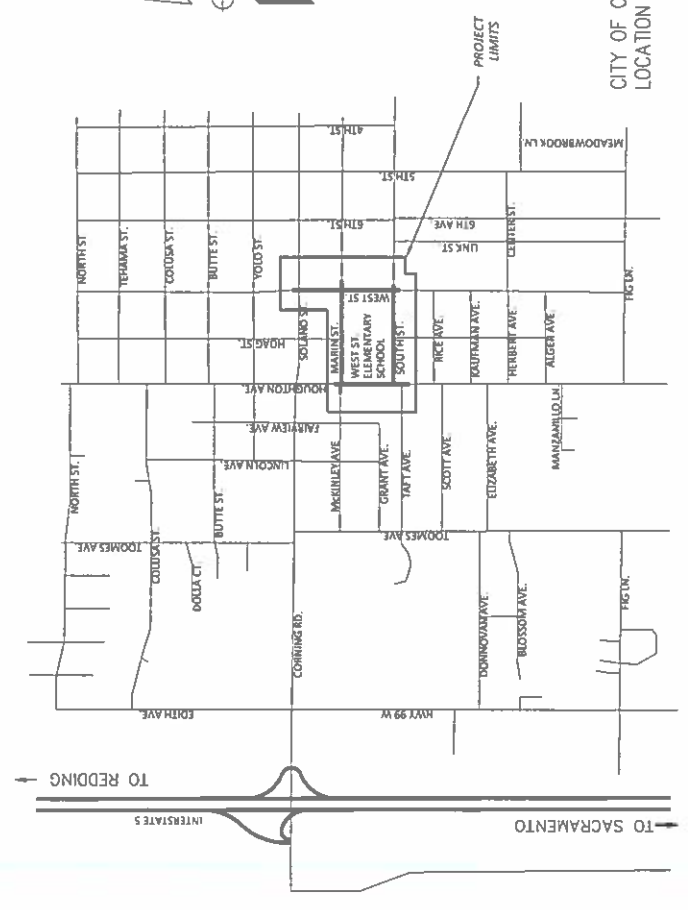 PROJECT
LIMITS
CITY OF C
LOCATION
4TH ST.
MEADOWBROOK LN.
5TH ST.
6TH ST.
6TH AVE
CENTER ST.
LINK ST.
NORTH ST
TEHAMA ST.
COLUSA ST.
BUTTE ST.
YOLO ST.
WEST ST.
FIG LN.
HOAG ST.
SOLANO ST.
MARIN ST.
WEST ST.
ELEMENTARY
SCHOOL
SOUTH ST.
RICE AVE.
KAUFMAN AVE.
HERBERT AVE.
ALGER AVE.
HOUGHTON AVE.
FAIRVIEW AVE.
LINCOLN AVE.
NORTH ST.
BUTTE ST.
McKINLEY AVE
GRANT AVE.
TAFT AVE.
SCOTT AVE.
ELIZABETH AVE.
MANZANILLO LN.
TOOMES AVE
TOOMES AVE
COLUSA ST.
DOLLA CT.
CORNING RD.
DONNOVAN AVE.
BLOSSOM AVE.
FIG LN.
EDITH AVE.
HWY 99 W
TO REDDING
INTERSTATE 5
TO SACRAMENTO